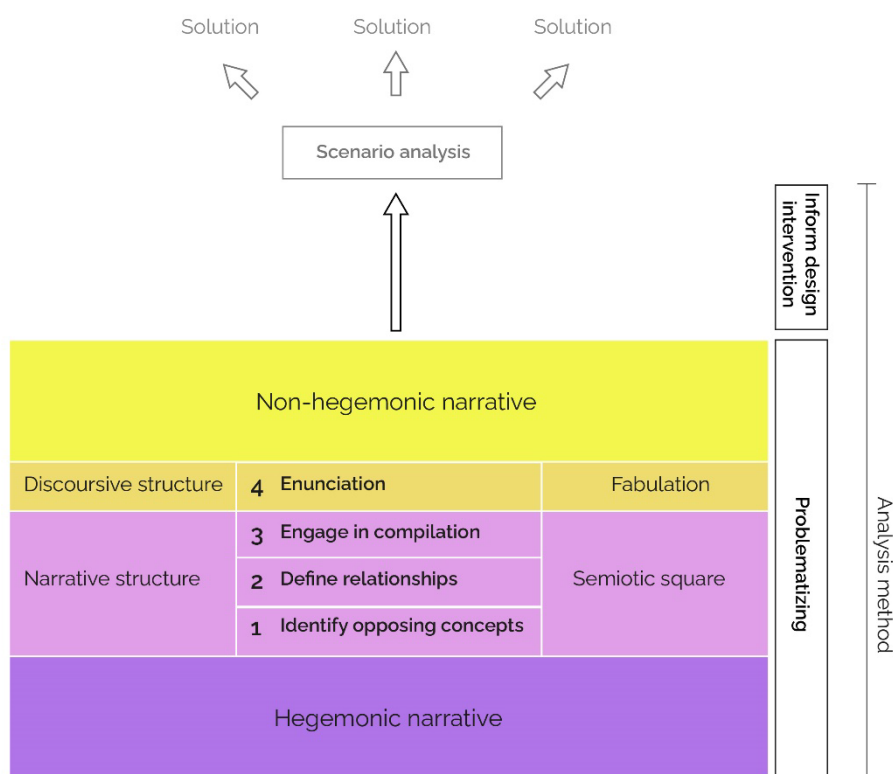 Solution
Solution
Solution
Scenario analysis
Inform design
intervention
Non-hegemonic narrative
Discoursive structure
4 Enunciation
Fabulation
3 Engage in compilation
Narrative structure
2 Define relationships
Semiotic square
1 Identify opposing concepts
Hegemonic narrative
Problematizing
Analysis method